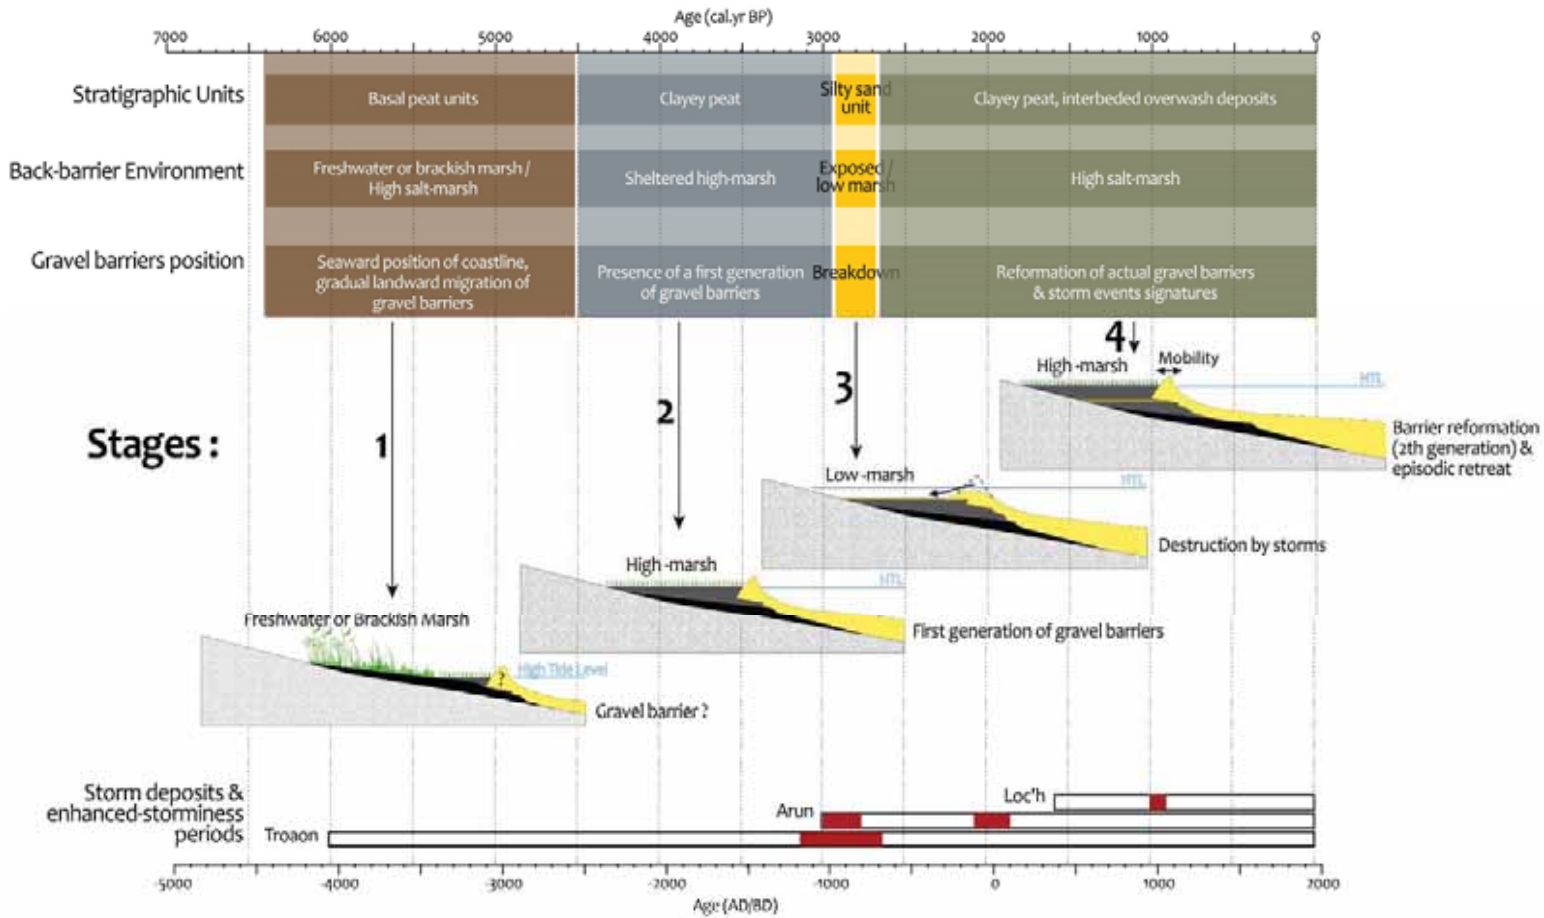 Age (cal.yr BP)
7000 6000 5000 4000 3000 2000 1000 0
Stratigraphic Units
Basal peat units
Clayey peat
Silty sand
unit
Clayey peat, interbeded overwash deposits
Back-barrier Environment
Freshwater or brackish marsh /
High salt-marsh
Sheltered high-marsh
Exposed /
low marsh
High salt-marsh
Gravel barriers position
Seaward position of coastline,
gradual landward migration of
gravel barriers
Presence of a first generation
of gravel barriers
Breakdown
Reformation of actual gravel barriers
& storm events signatures
Stages :
1
2
3
4
High -marsh
Mobility
HTL
Barrier reformation
(2th generation) &
episodic retreat
Low -marsh
HTL
Destruction by storms
High -marsh
HTL
First generation of gravel barriers
Freshwater or Brackish Marsh
?
High Tide Level
Gravel barrier ?
Storm deposits &
enhanced-storminess
periods
Loc'h
Arun
Troaon
-5000 -4000 -3000 -2000 -1000 0 1000 2000
Age (AD/BD)